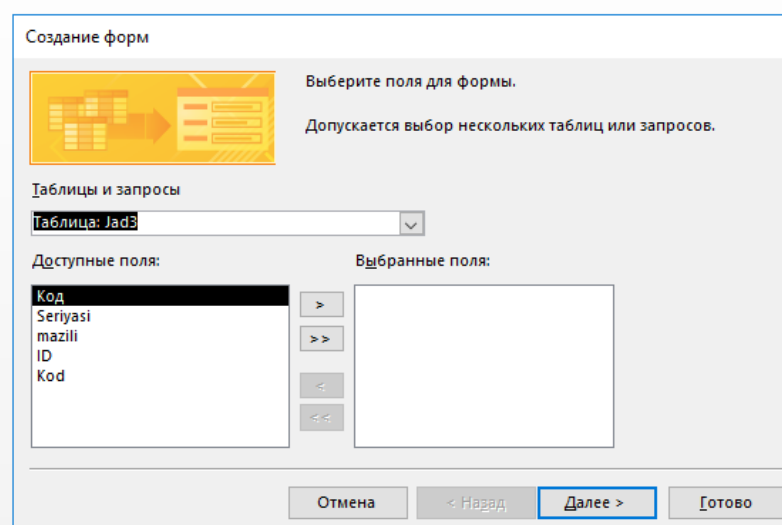 Создание форм
Выберите поля для формы.
Допускается выбор нескольких таблиц или запросов.
Таблицы и запросы
Таблица: Jad3
Доступные поля:
Выбранные поля:
Код
Seriyasi
mazili
ID
Kod
>
>>
<
<<
Отмена
< Назад
Далее >
Готово